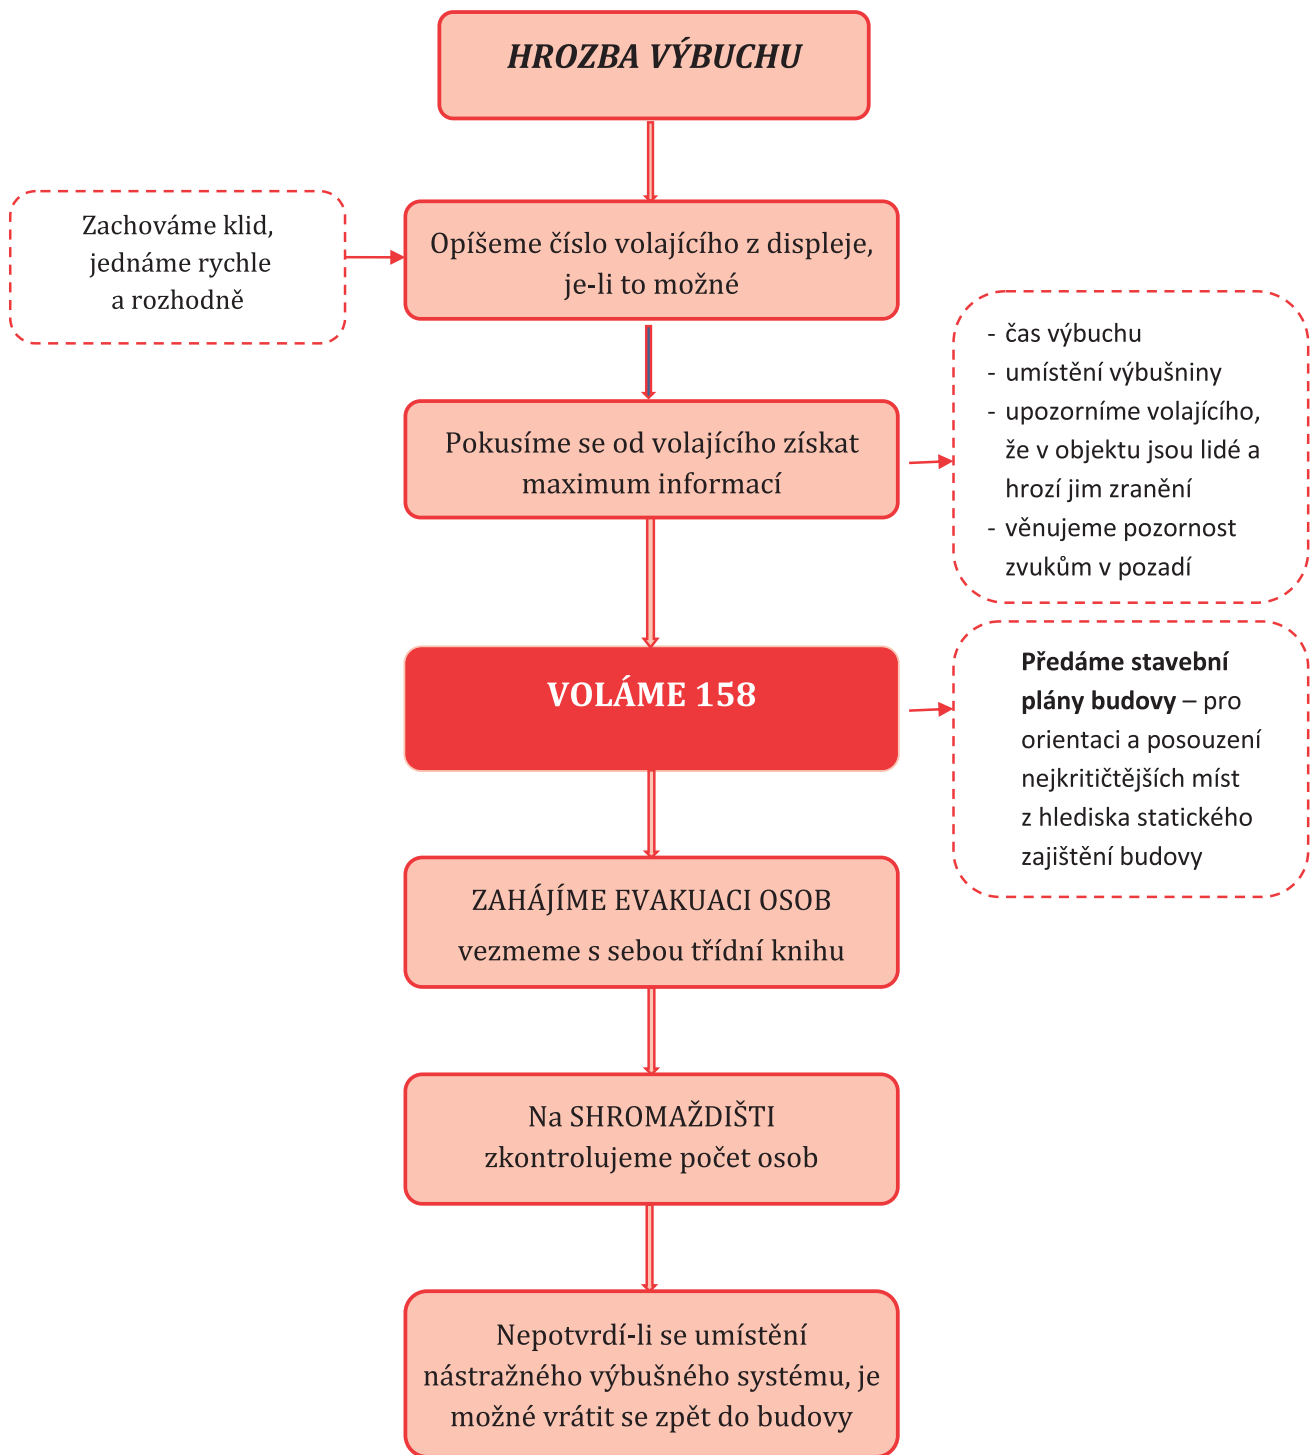 HROZBA VÝBUCHU
Zachováme klid,
jednáme rychle
a rozhodně
Opíšeme číslo volajícího z displeje,
je-li to možné
Pokusíme se od volajícího získat
maximum informací
- čas výbuchu
- umístění výbušniny
- upozorníme volajícího,
že v objektu jsou lidé a
hrozí jim zranění
- věnujeme pozornost
zvukům v pozadí
VOLÁME 158
Předáme stavební
plány budovy – pro
orientaci a posouzení
nejkritičtějších míst
z hlediska statického
zajištění budovy
ZAHÁJÍME EVAKUACI OSOB
vezmeme s sebou třídní knihu
Na SHROMAŽDIŠTI
zkontrolujeme počet osob
Nepotvrdí-li se umístění
nástražného výbušného systému, je
možné vrátit se zpět do budovy